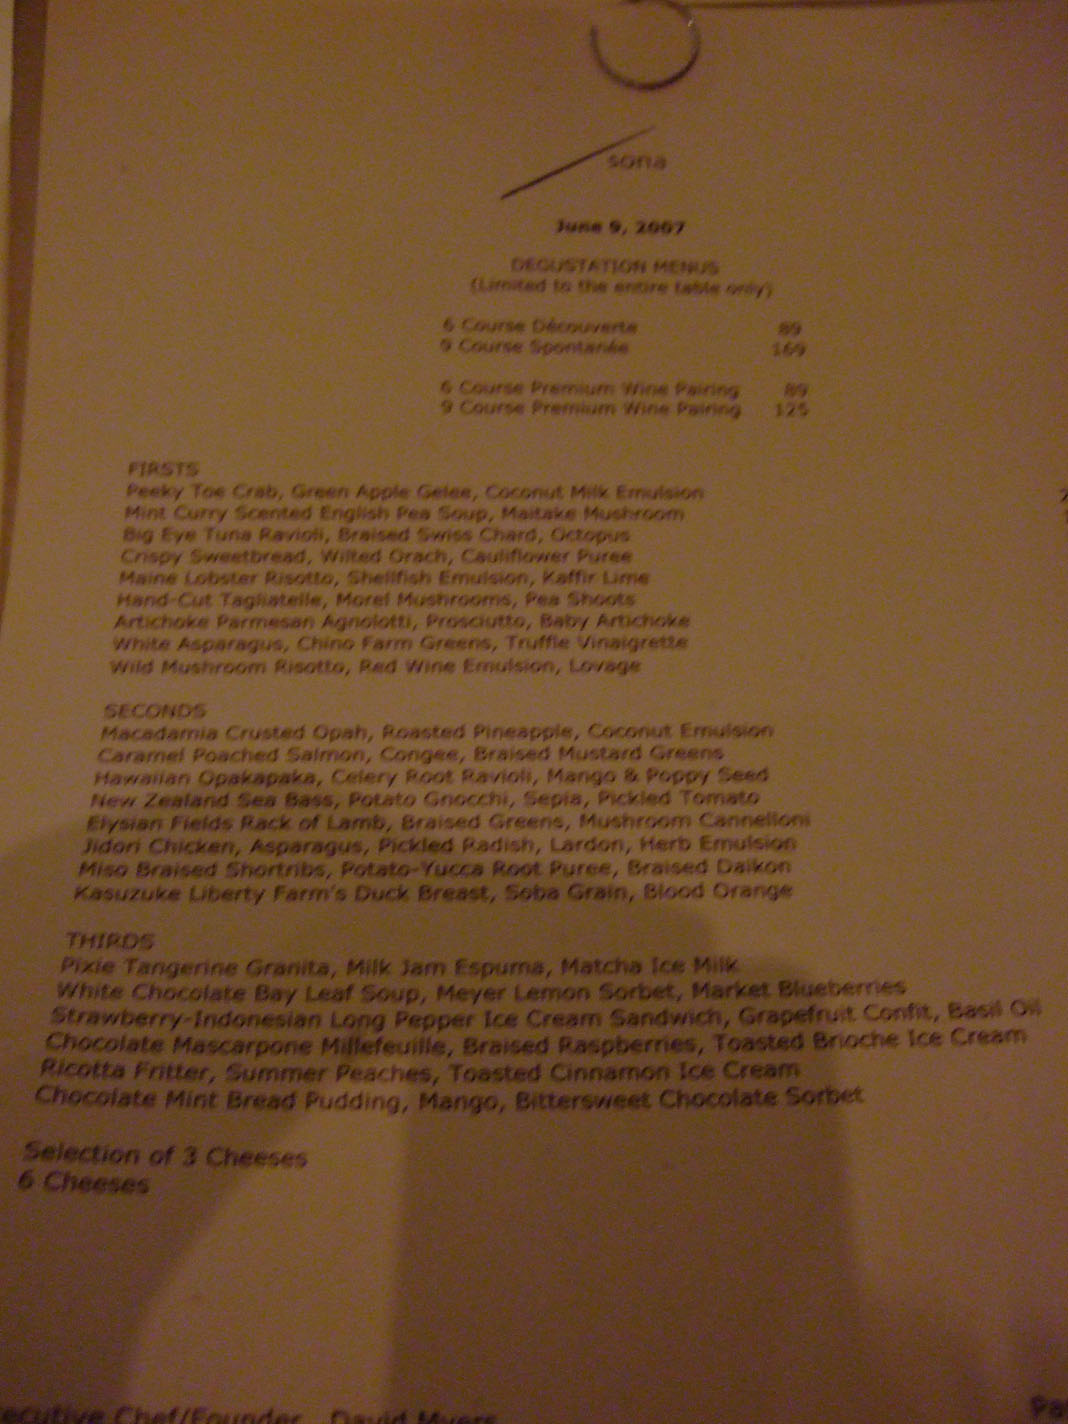 sona
June 9, 2007
DEGUSTATION MENUS
(Limited to the entire table only)
6 Course Découverte 89
9 Course Spontanée 169
6 Course Premium Wine Pairing 89
9 Course Premium Wine Pairing 125
FIRSTS
Peeky Toe Crab, Green Apple Gelee, Coconut Milk Emulsion
Mint Curry Scented English Pea Soup, Maitake Mushroom
Big Eye Tuna Ravioli, Braised Swiss Chard, Octopus
Crispy Sweetbread, Wilted Orach, Cauliflower Puree
Maine Lobster Risotto, Shellfish Emulsion, Kaffir Lime
Hand-Cut Tagliatelle, Morel Mushrooms, Pea Shoots
Artichoke Parmesan Agnolotti, Prosciutto, Baby Artichoke
White Asparagus, Chino Farm Greens, Truffle Vinaigrette
Wild Mushroom Risotto, Red Wine Emulsion, Lovage
SECONDS
Macadamia Crusted Opah, Roasted Pineapple, Coconut Emulsion
Caramel Poached Salmon, Congee, Braised Mustard Greens
Hawaiian Opakapaka, Celery Root Ravioli, Mango & Poppy Seed
New Zealand Sea Bass, Potato Gnocchi, Sepia, Pickled Tomato
Elysian Fields Rack of Lamb, Braised Greens, Mushroom Cannelloni
Jidori Chicken, Asparagus, Pickled Radish, Lardon, Herb Emulsion
Miso Braised Shortribs, Potato-Yucca Root Puree, Braised Daikon
Kasuzuke Liberty Farm's Duck Breast, Soba Grain, Blood Orange
THIRDS
Pixie Tangerine Granita, Milk Jam Espuma, Matcha Ice Milk
White Chocolate Bay Leaf Soup, Meyer Lemon Sorbet, Market Blueberries
Strawberry-Indonesian Long Pepper Ice Cream Sandwich, Grapefruit Confit, Basil Oil
Chocolate Mascarpone Millefeuille, Braised Raspberries, Toasted Brioche Ice Cream
Ricotta Fritter, Summer Peaches, Toasted Cinnamon Ice Cream
Chocolate Mint Bread Pudding, Mango, Bittersweet Chocolate Sorbet
Selection of 3 Cheeses
6 Cheeses
ecutive Chef/Founder David Myers